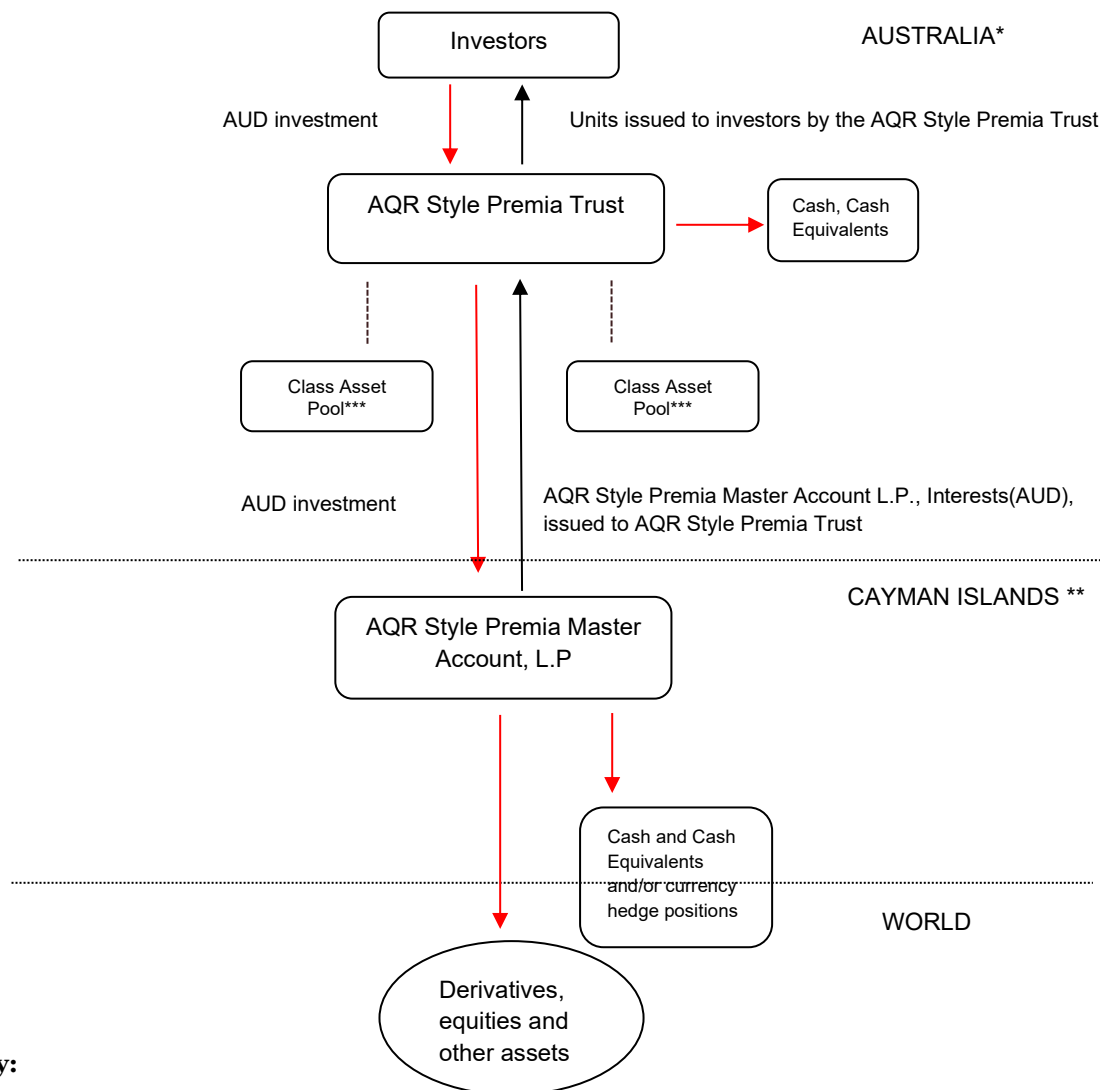 Investors
AUSTRALIA*
AUD investment
Units issued to investors by the AQR Style Premia Trust
AQR Style Premia Trust
Cash, Cash
Equivalents
Class Asset
Pool***
Class Asset
Pool***
AUD investment
AQR Style Premia Master Account L.P., Interests(AUD),
issued to AQR Style Premia Trust
CAYMAN ISLANDS **
AQR Style Premia Master
Account, L.P
Cash and Cash
Equivalents
and/or currency
hedge positions
WORLD
Derivatives,
equities and
other assets
y: